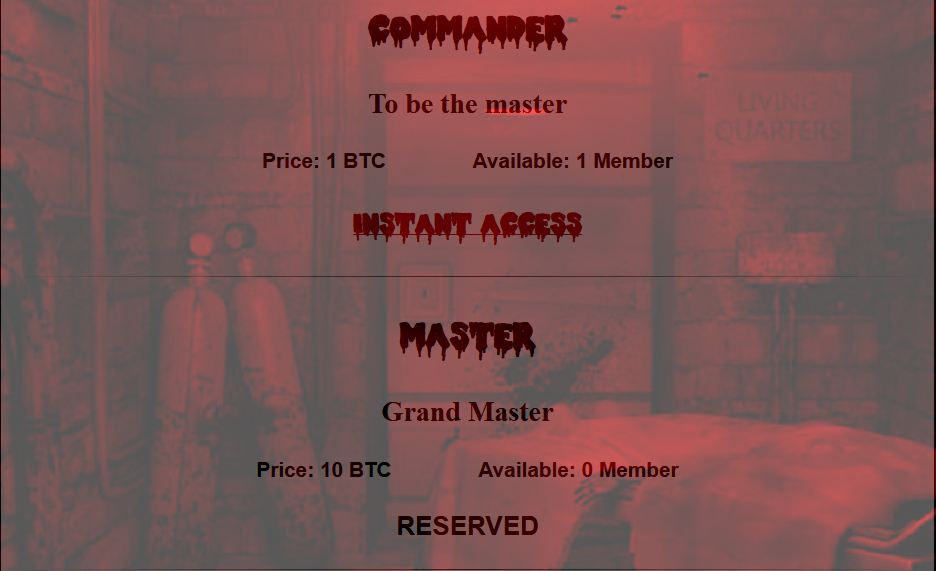 COMMANDER
To be the master
Price: 1 BTC Available: 1 Member
INSTANT ACCESS
LIVING
QUARTERS
MASTER
Grand Master
Price: 10 BTC Available: 0 Member
RESERVED